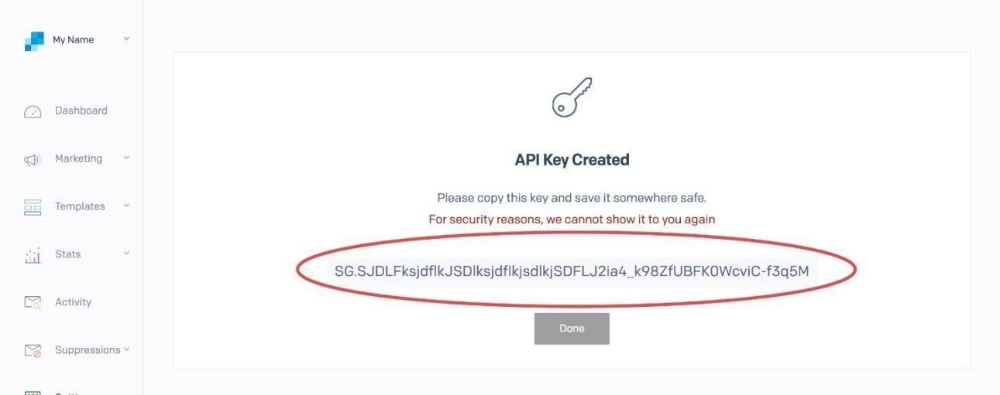 My Name
Dashboard
Marketing
Templates
Stats
Activity
Suppressions
API Key Created
Please copy this key and save it somewhere safe.
For security reasons, we cannot show it to you again
SG.SJDLFksjdflkJSDlksjdflkjsdlkjSDFLJ2ia4_k98ZfUBFK0WcviC-f3q5M
Done